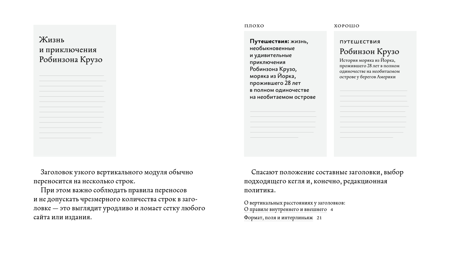 Жизнь
и приключения
Робинзона Крузо
Заголовок узкого вертикального модуля обычно
переносится на несколько строк.
При этом важно соблюдать правила переносов
и не допускать чрезмерного количества строк в заго-
ловке — это выглядит уродливо и ломает сетку любого
сайта или издания.
ПЛОХО
Путешествия: жизнь,
необыкновенные
и удивительные
приключения
Робинзона Крузо,
моряка из Йорка,
прожившего 28 лет
в полном одиночестве
на необитаемом острове
ХОРОШО
ПУТЕШЕСТВИЯ
Робинзон Крузо
История моряка из Йорка,
прожившего 28 лет в полном
одиночестве на необитаемом
острове у берегов Америки
Спасают положение составные заголовки, выбор
подходящего кегля и, конечно, редакционная
политика.
О вертикальных расстояниях у заголовков:
О правиле внутреннего и внешнего
Формат, поля и интерлиньяж 21